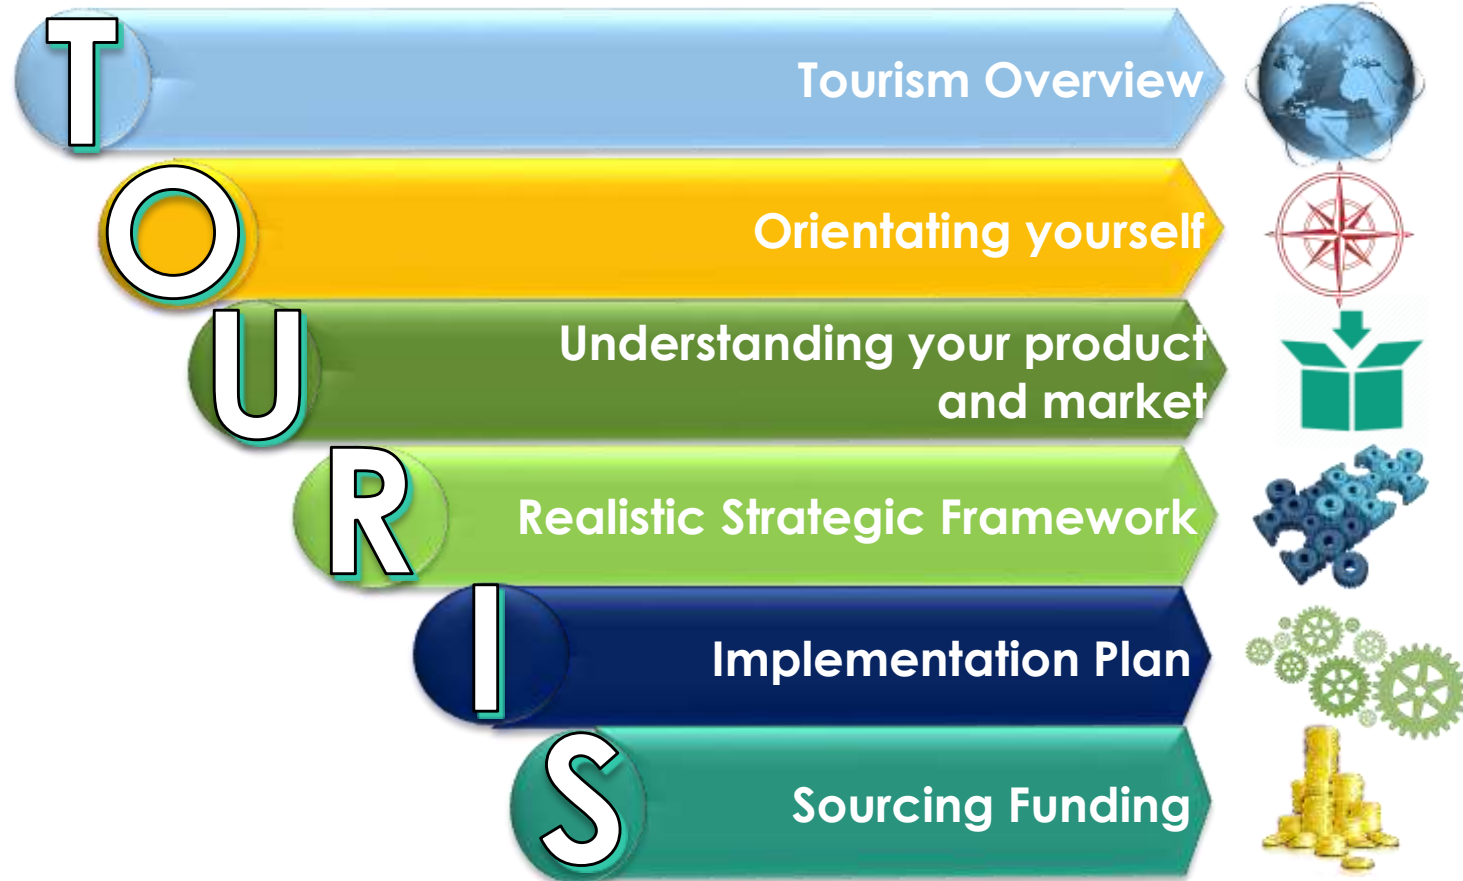 T
Tourism Overview
O
Orientating yourself
U
Understanding your product
and market
R
Realistic Strategic Framework
I
Implementation Plan
S
Sourcing Funding